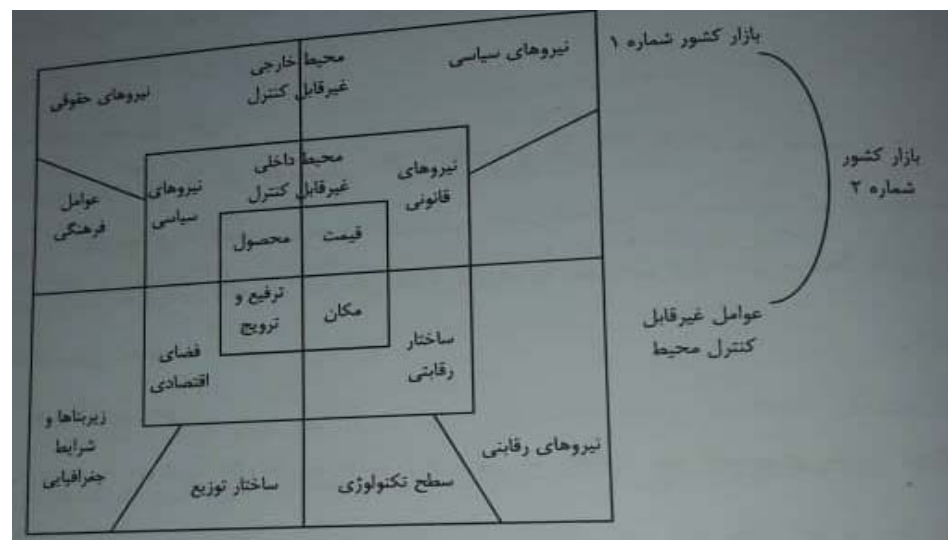 بازار کشور شماره ۱
بازار کشور
شماره ۲
عوامل غیرقابل
کنترل محیط
نیروهای سیاسی
محیط خارجی
غیرقابل کنترل
نیروهای حقوقی
محیط داخلی
غیرقابل کنترل
نیروهای
قانونی
نیروهای
سیاسی
عوامل
فرهنگی
قیمت
محصول
مکان
ترفیع و
ترویج
ساختار
رقابتی
فضای
اقتصادی
نیروهای رقابتی
سطح تکنولوژی
ساختار توزیع
زیربناها و
شرایط
جغرافیایی